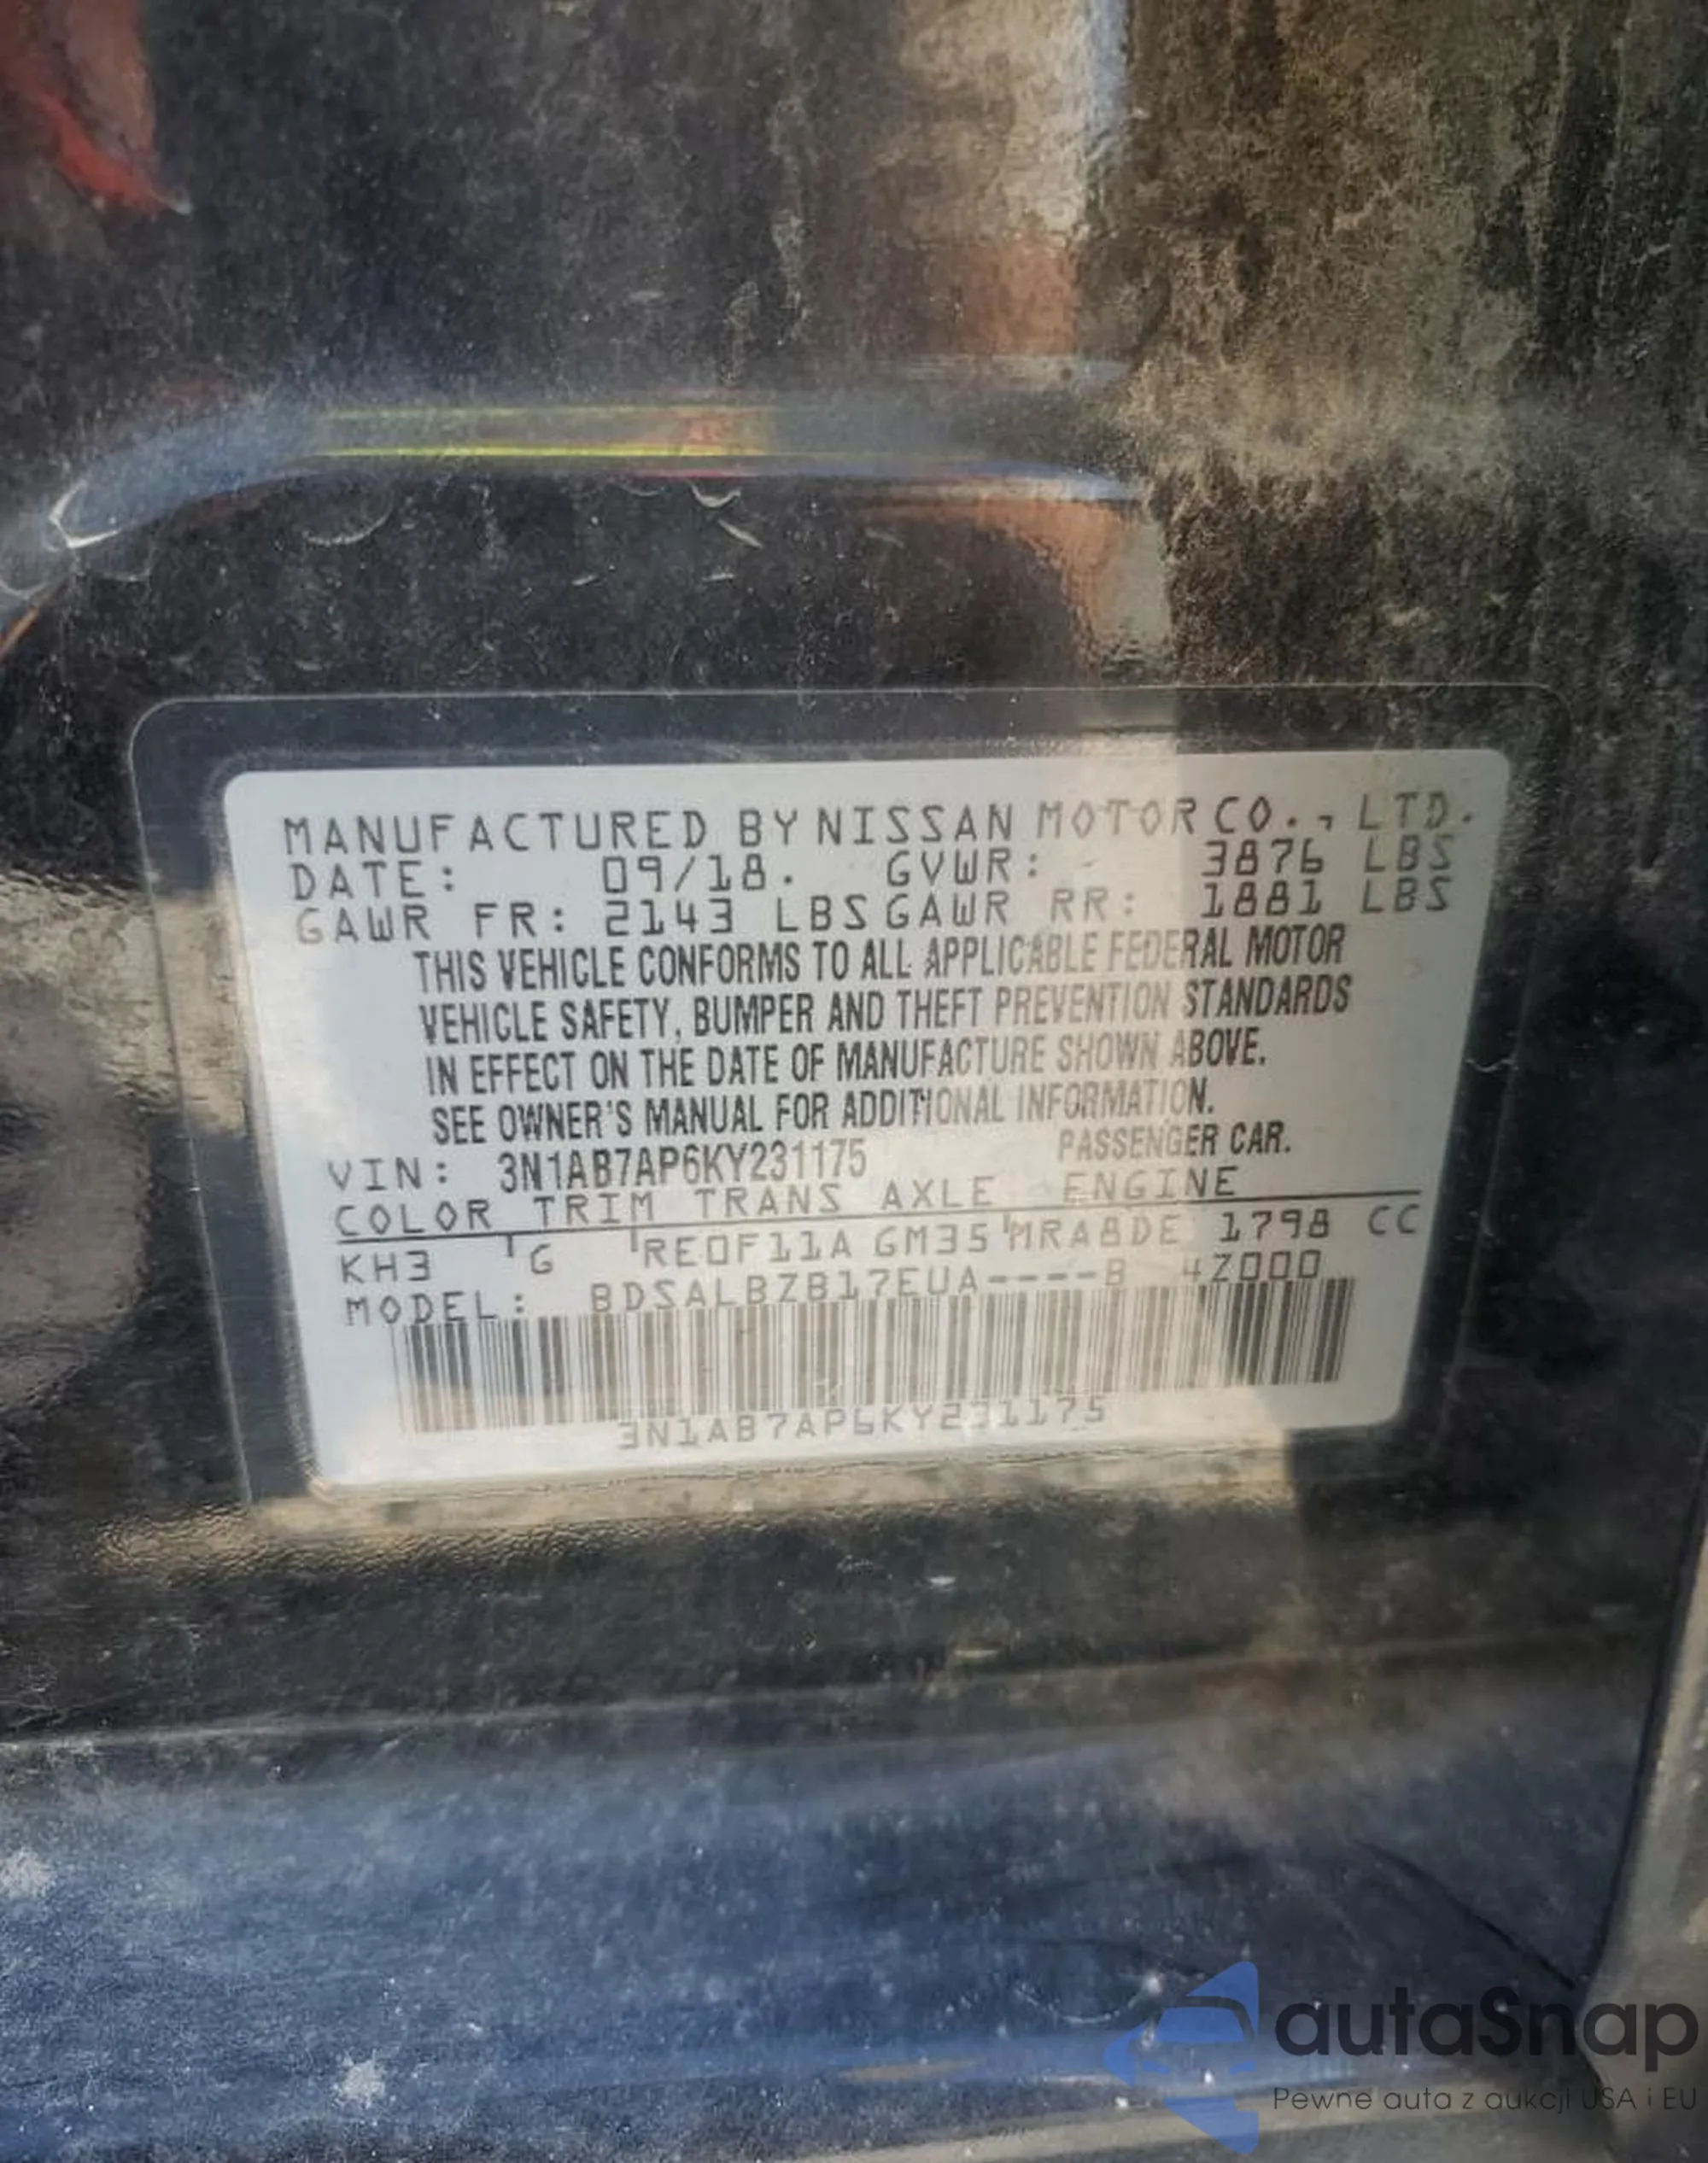 MANUFACTURED BY NISSAN MOTOR CO., LTD.
DATE: 09/18. GVWR: 3876 LBS
GAWR FR: 2143 LBS GAWR RR: 1881 LBS
THIS VEHICLE CONFORMS TO ALL APPLICABLE FEDERAL MOTOR
VEHICLE SAFETY, BUMPER AND THEFT PREVENTION STANDARDS
IN EFFECT ON THE DATE OF MANUFACTURE SHOWN ABOVE.
SEE OWNER'S MANUAL FOR ADDITIONAL INFORMATION.
VIN: 3N1AB7AP6KY231175 PASSENGER CAR.
COLOR TRIM TRANS AXLE ENGINE
KH3 G RE0F11A GM35 MRA8DE 1798 CC
MODEL: BDSALBZB17EUA----B 4Z000
3N1AB7AP6KY231175
autaSnap
Pewne auta z aukcji USA i EU